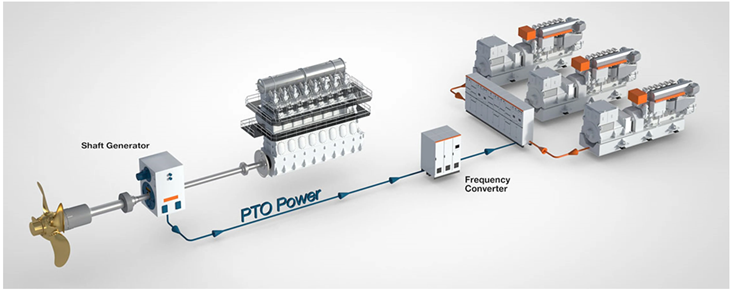 Shaft Generator
PTO Power
Frequency
Converter